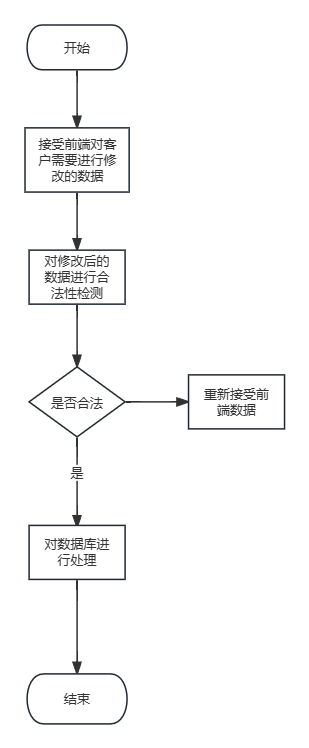 开始
接受前端对客
户需要进行修
改的数据
对修改后的
数据进行合
法性检测
是否合法
重新接受前
端数据
是
对数据库进
行处理
结束